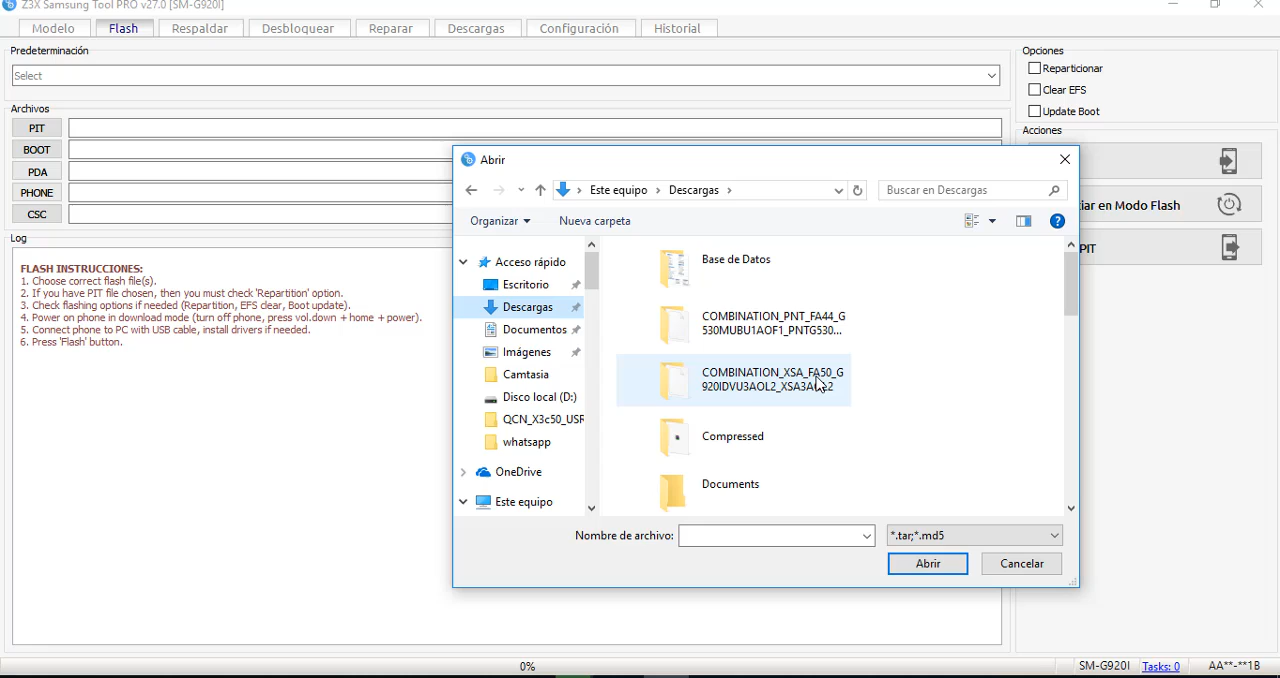 Z3X Samsung Tool PRO v27.0 [SM-G920I]
Modelo
Flash
Respaldar
Desbloquear
Reparar
Descargas
Configuración
Historial
Predeterminación
Select
Archivos
PIT
BOOT
PDA
PHONE
CSC
Opciones
Reparticionar
Clear EFS
Update Boot
Acciones
iar en Modo Flash
PIT
Log
FLASH INSTRUCCIONES:
1. Choose correct flash file(s).
2. If you have PIT file chosen, then you must check 'Repartition' option.
3. Check flashing options if needed (Repartition, EFS clear, Boot update).
4. Power on phone in download mode (turn off phone, press vol.down + home + power).
5. Connect phone to PC with USB cable, install drivers if needed.
6. Press 'Flash' button.
Abrir
Este equipo > Descargas >
Buscar en Descargas
Organizar
Nueva carpeta
Acceso rápido
Escritorio
Descargas
Documentos
Imágenes
Camtasia
Disco local (D:)
QCN_X3c50_USR
whatsapp
OneDrive
Este equipo
Base de Datos
COMBINATION_PNT_FA44_G
530MUBU1AOF1_PNTG530...
COMBINATION_XSA_FA50_G
920IDVU3AOL2_XSA3A
Compressed
Documents
Nombre de archivo:
*.tar;*.md5
Abrir
Cancelar
0%
SM-G920I
Tasks: 0
AA**-**1B